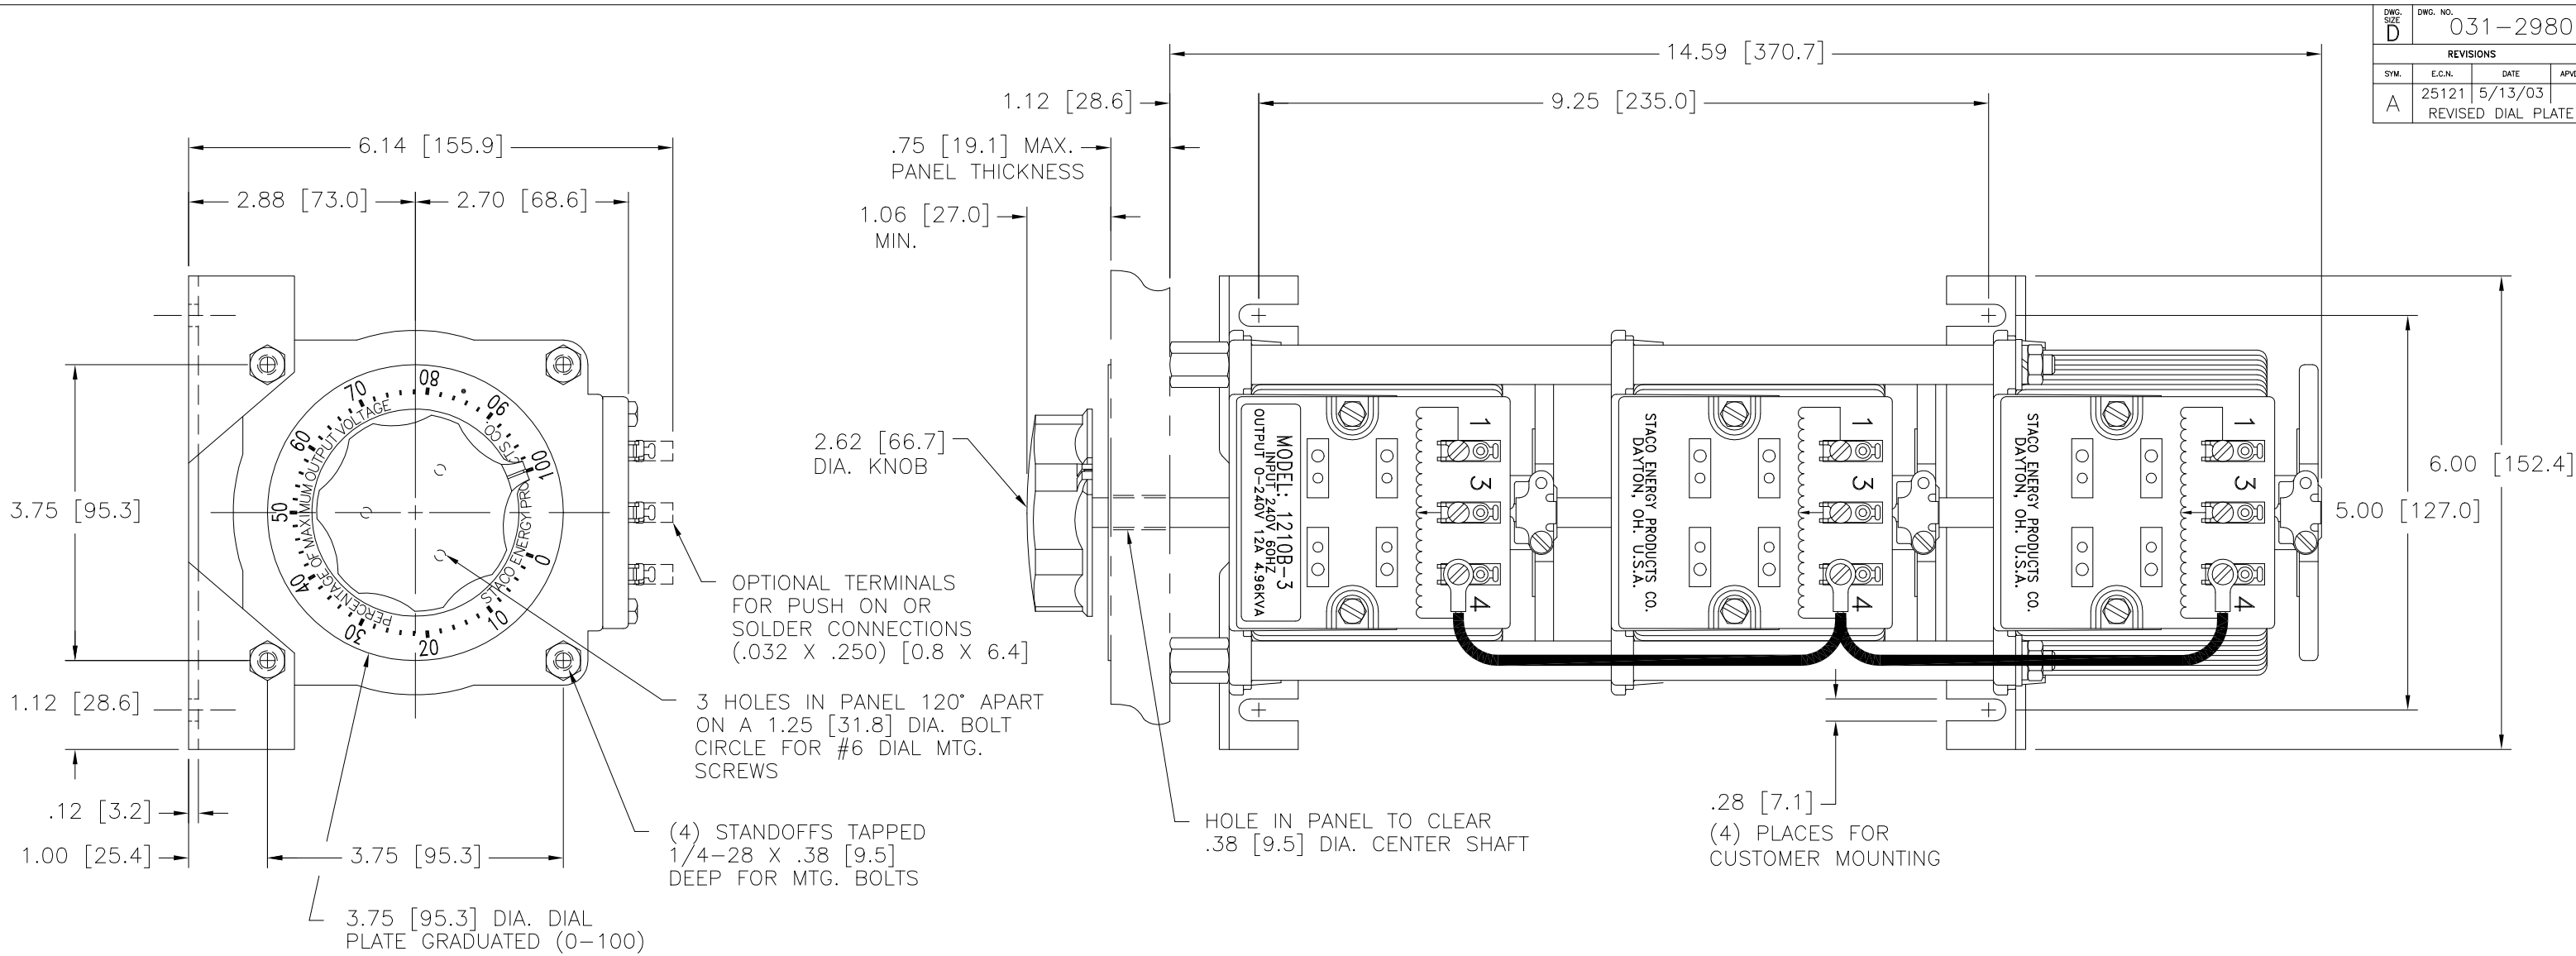 DWG.
SIZE
D
DWG. NO.
031-2980
REVISIONS
SYM. E.C.N. DATE
A 25121 5/13/03
REVISED DIAL PLATE
14.59 [370.7]
1.12 [28.6]
9.25 [235.0]
.75 [19.1] MAX.
PANEL THICKNESS
1.06 [27.0]
MIN.
6.14 [155.9]
2.88 [73.0]
2.70 [68.6]
3.75 [95.3]
1.12 [28.6]
.12 [3.2]
1.00 [25.4]
3.75 [95.3]
0
10
20
30
40
50
60
70
80
90
100
PERCENTAGE OF MAXIMUM OUTPUT VOLTAGE
STACO ENERGY PRO
TS CO.
OPTIONAL TERMINALS
FOR PUSH ON OR
SOLDER CONNECTIONS
(.032 X .250) [0.8 X 6.4]
3 HOLES IN PANEL 120° APART
ON A 1.25 [31.8] DIA. BOLT
CIRCLE FOR #6 DIAL MTG.
SCREWS
(4) STANDOFFS TAPPED
1/4-28 X .38 [9.5]
DEEP FOR MTG. BOLTS
3.75 [95.3] DIA. DIAL
PLATE GRADUATED (0-100)
2.62 [66.7]
DIA. KNOB
HOLE IN PANEL TO CLEAR
.38 [9.5] DIA. CENTER SHAFT
MODEL: 1210B-3
INPUT 240V 60HZ
OUTPUT 0-240V 12A 4.96KVA
1
3
4
STACO ENERGY PRODUCTS CO.
DAYTON, OH. U.S.A.
1
3
4
STACO ENERGY PRODUCTS CO.
DAYTON, OH. U.S.A.
1
3
4
.28 [7.1]
(4) PLACES FOR
CUSTOMER MOUNTING
6.00 [152.4]
5.00 [127.0]